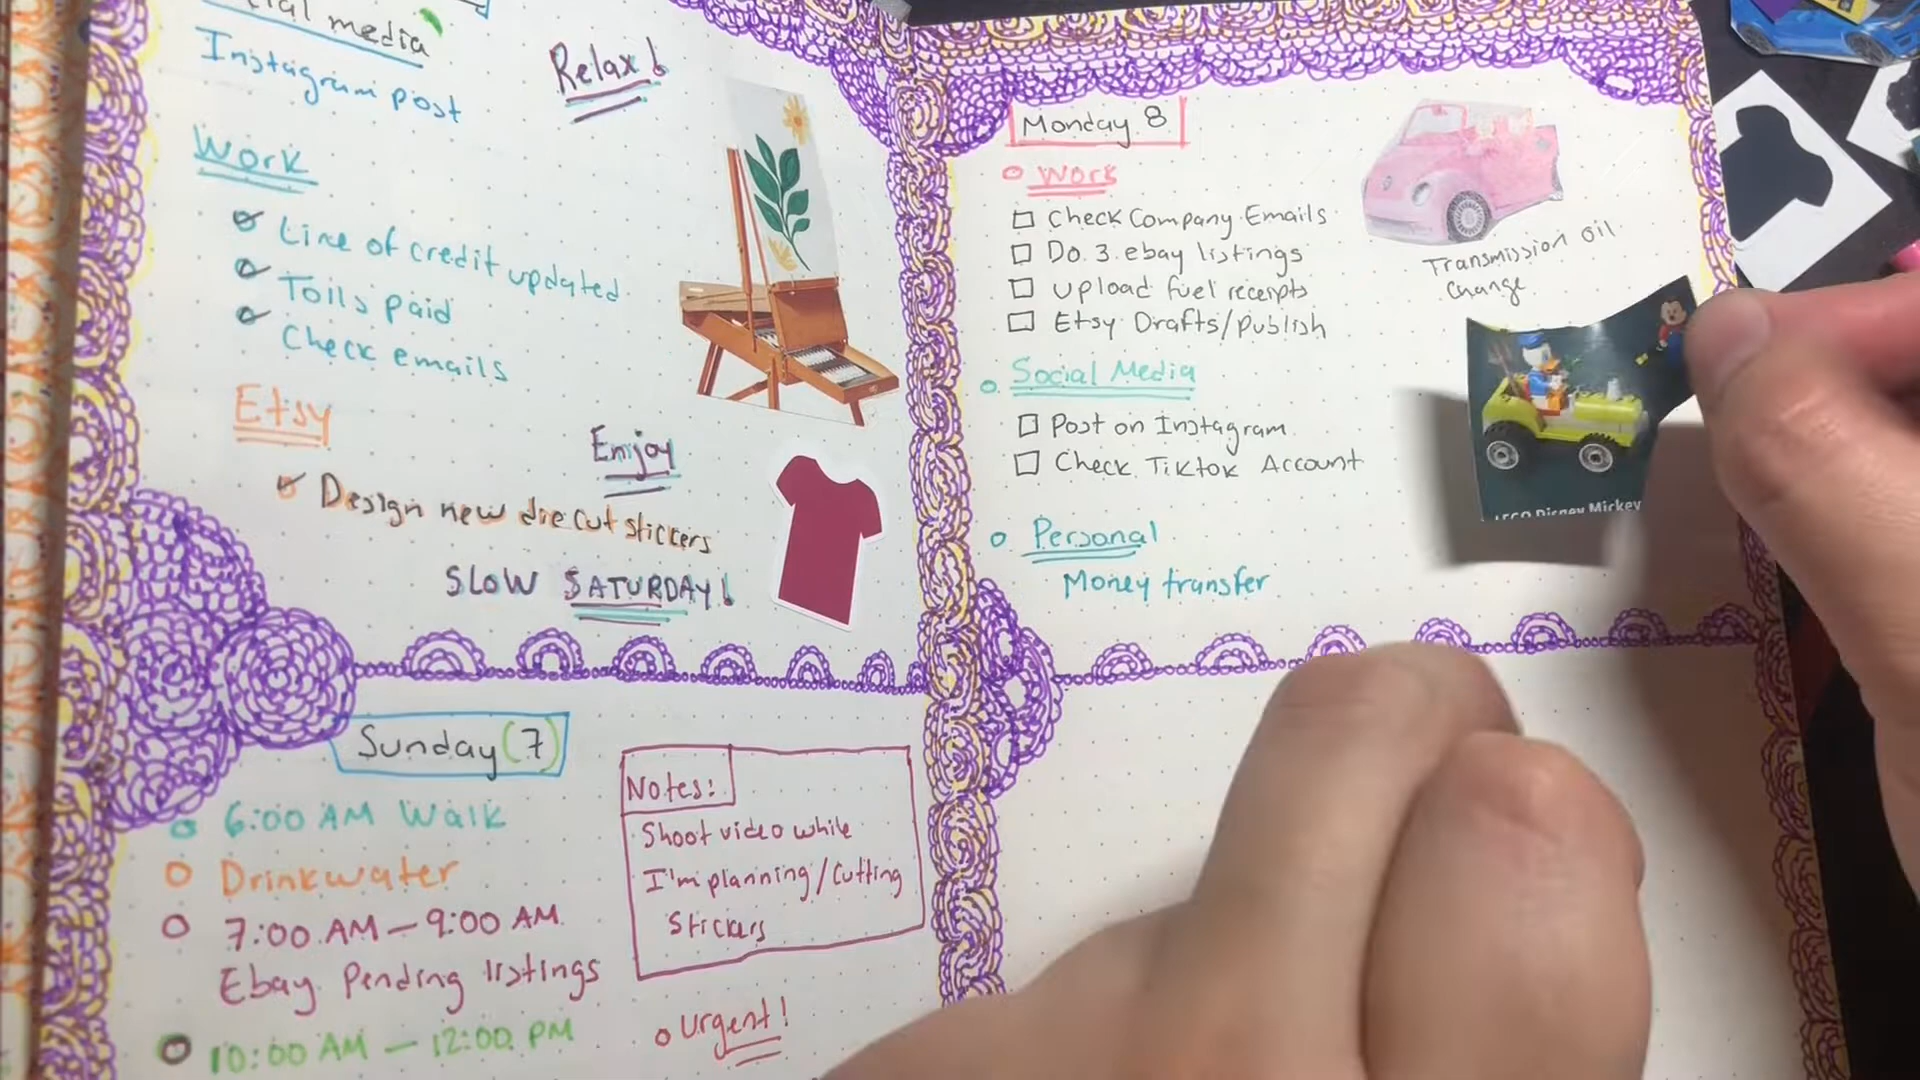 cial media
Instagram post
Relax!
Work
Line of credit updated
Toils paid
Check emails
Etsy
Enjoy
Design new die cut stickers
SLOW SATURDAY!
Sunday (7)
6:00 AM Walk
Drink water
7:00 AM - 9:00 AM
Ebay Pending listings
10:00 AM - 12:00 PM
Notes:
Shoot video while
I'm planning/Cutting
Stickers
Urgent!
Monday 8
Work
Check Company Emails
Do 3 ebay listings
upload fuel receipts
Etsy Drafts/Publish
Transmission oil
Change
Social Media
Post on Instagram
Check Tiktok Account
Personal
Money transfer
LEGO Disney Mickey